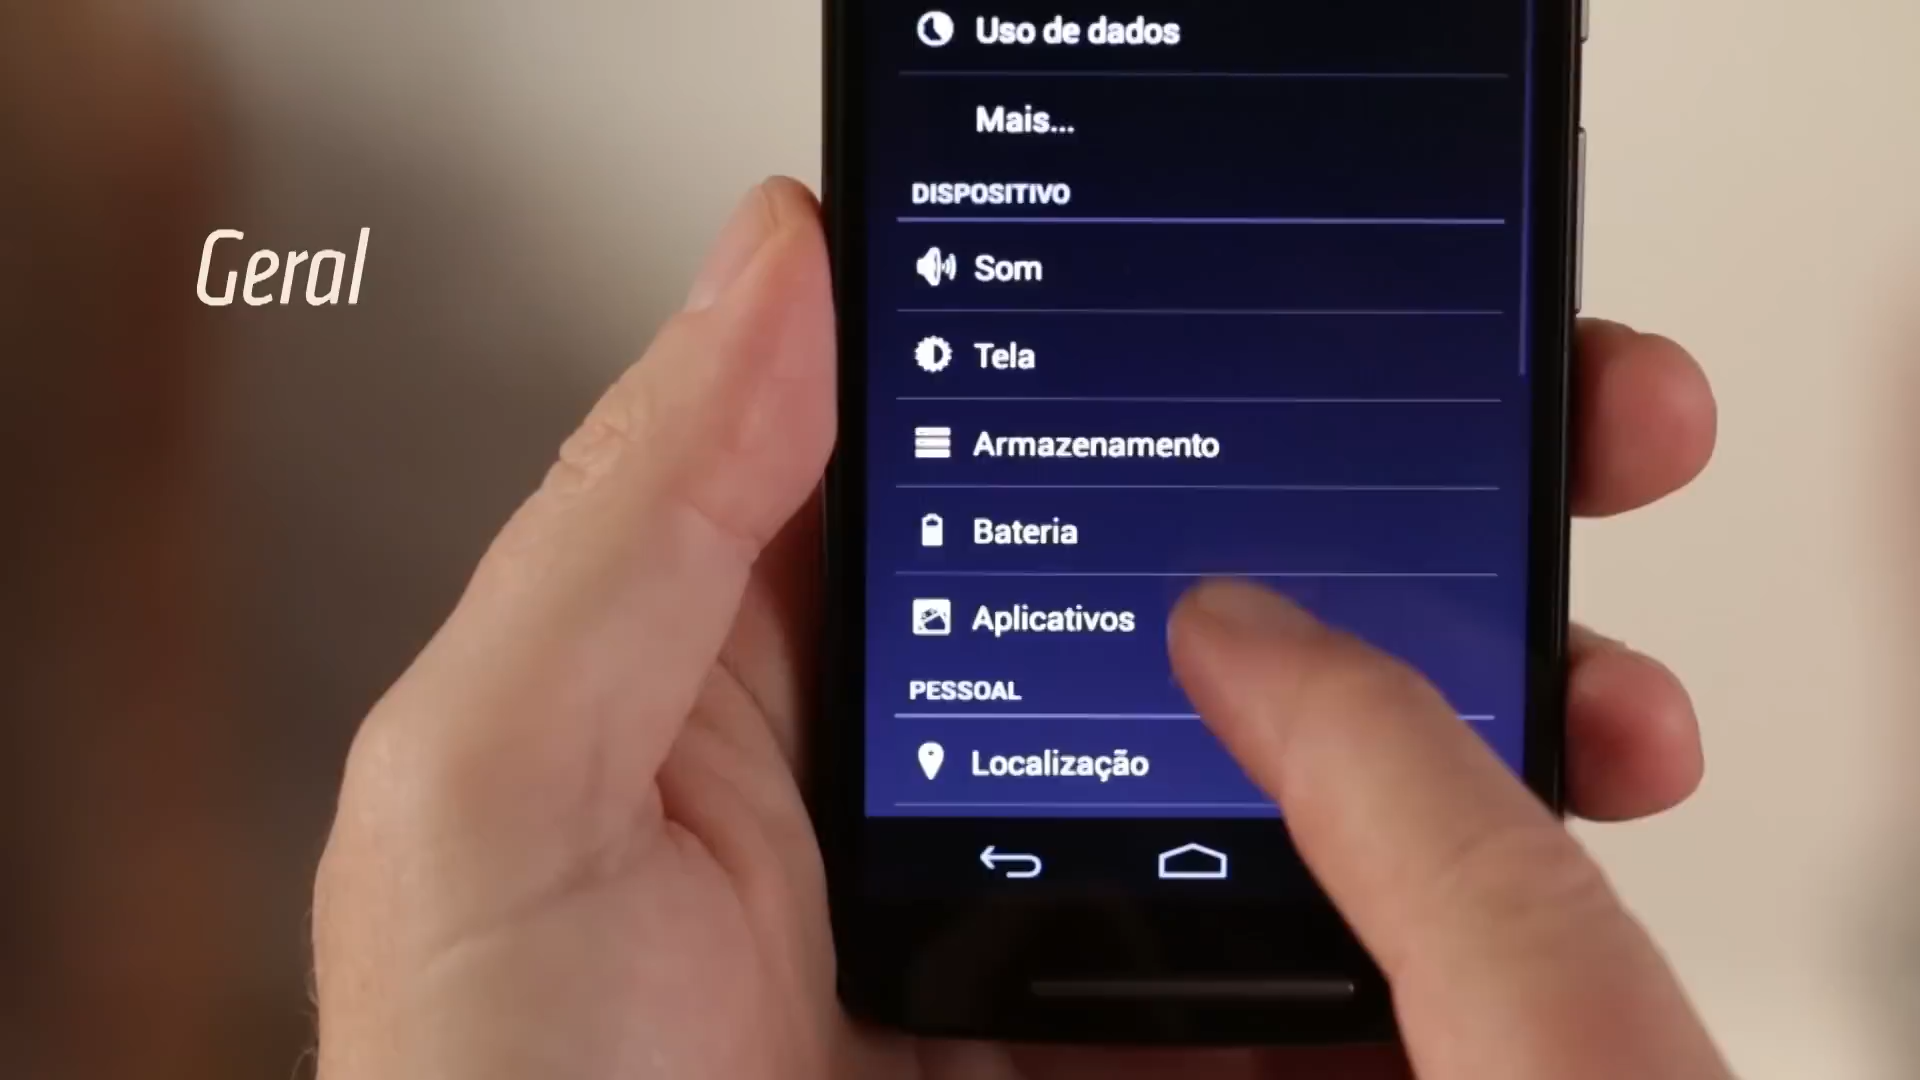 Geral
Uso de dados
Mais...
DISPOSITIVO
Som
Tela
Armazenamento
Bateria
Aplicativos
PESSOAL
Localização